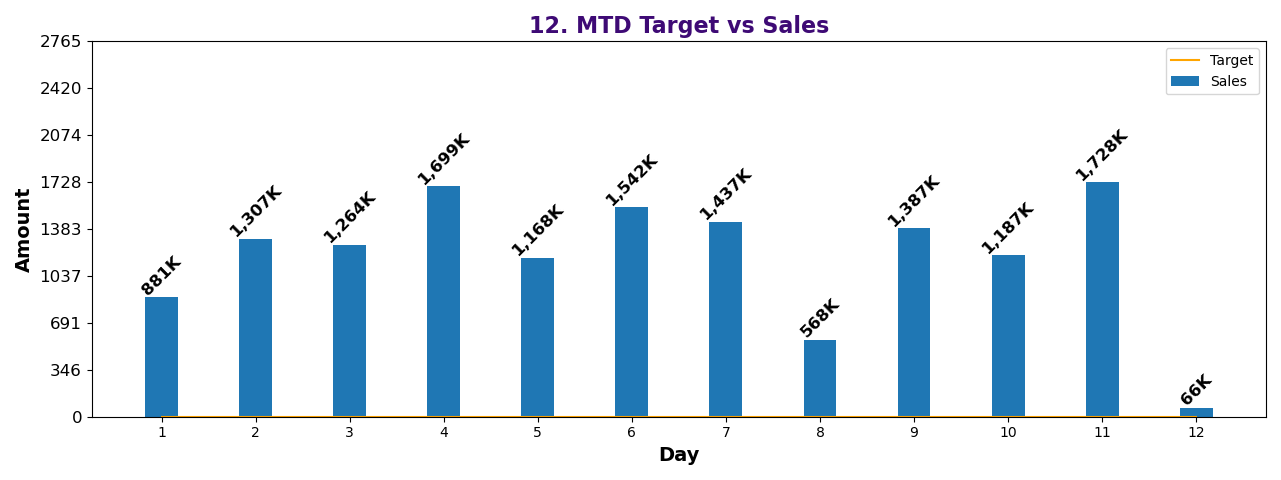 12. MTD Target vs Sales
Target
Sales
Amount
2765
2420
2074
1728
1383
1037
691
346
0
881K
1,307K
1,264K
1,699K
1,168K
1,542K
1,437K
568K
1,387K
1,187K
1,728K
66K
1 2 3 4 5 6 7 8 9 10 11 12
Day